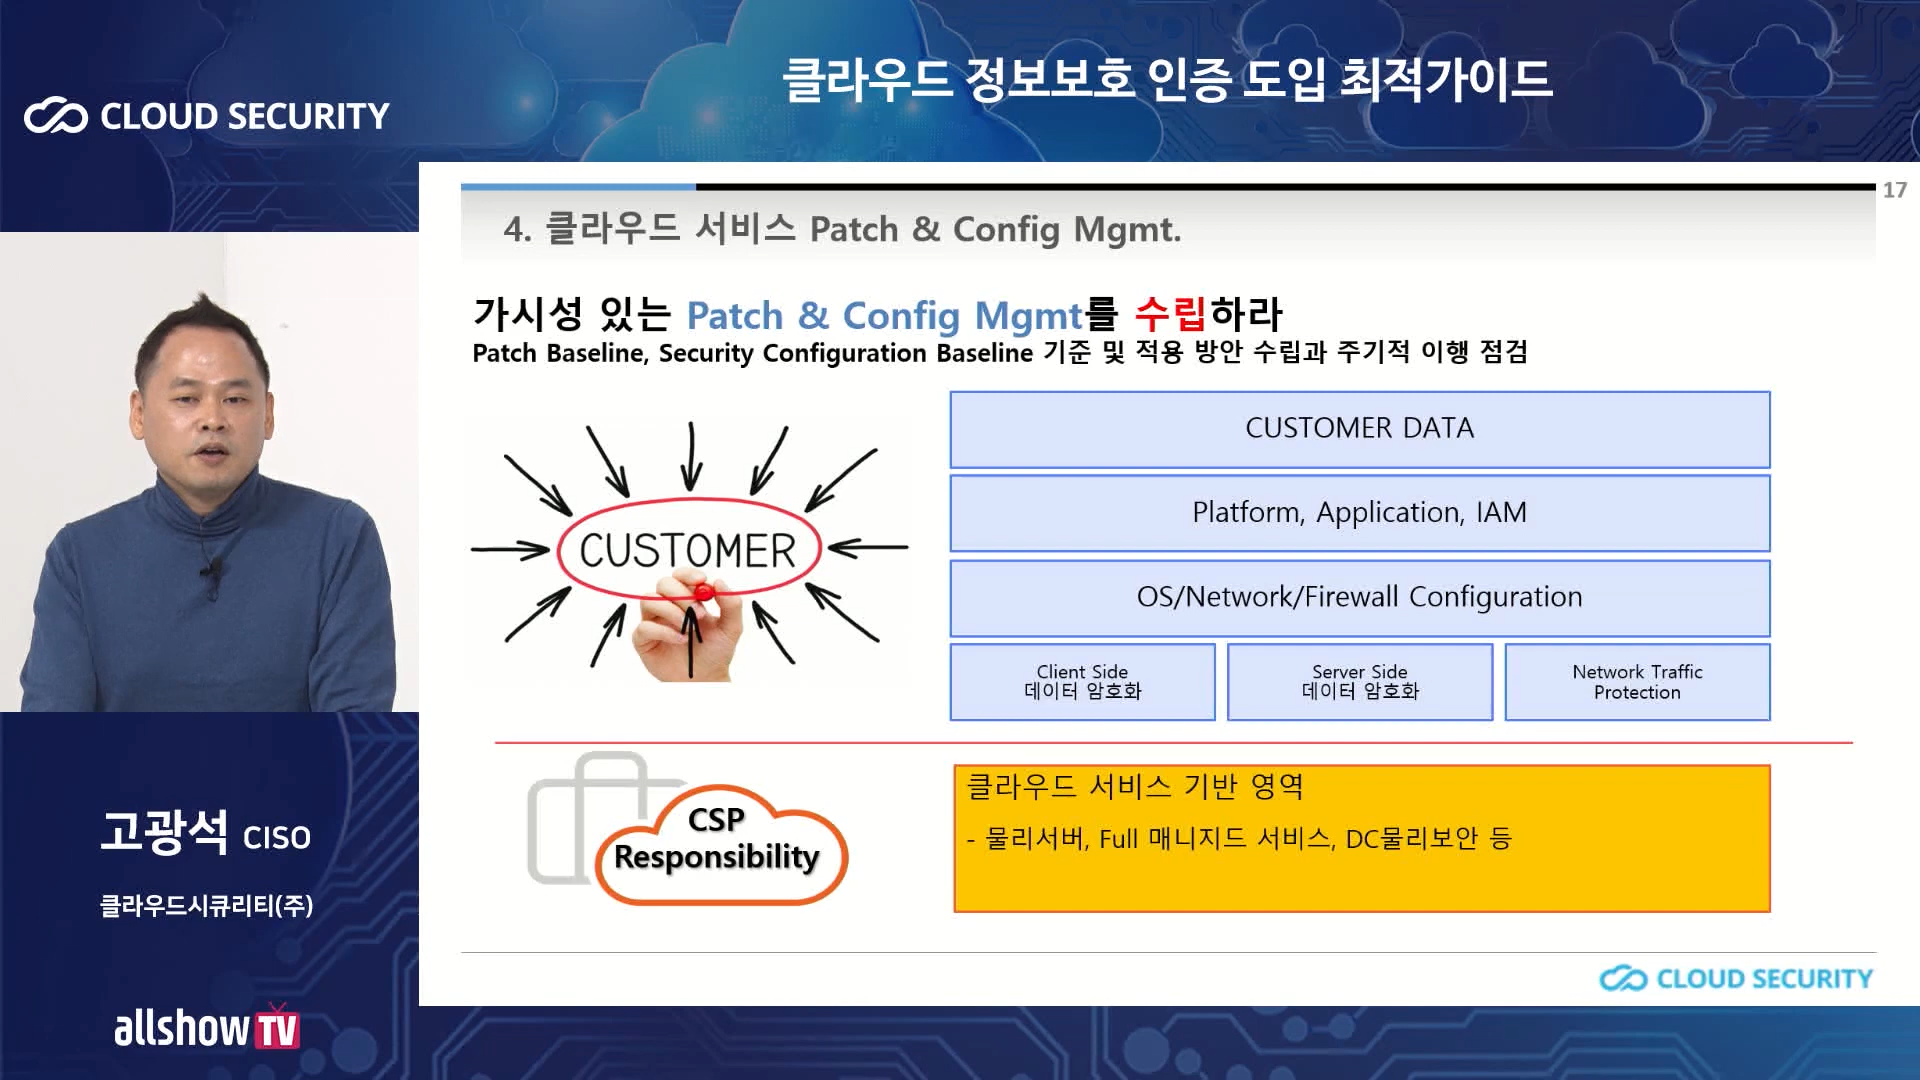 클라우드 정보보호 인증 도입 최적가이드
CLOUD SECURITY
17
4. 클라우드 서비스 Patch & Config Mgmt.
가시성 있는 Patch & Config Mgmt를 수립하라
Patch Baseline, Security Configuration Baseline 기준 및 적용 방안 수립과 주기적 이행 점검
CUSTOMER
CUSTOMER DATA
Platform, Application, IAM
OS/Network/Firewall Configuration
Client Side
데이터 암호화
Server Side
데이터 암호화
Network Traffic
Protection
CSP
Responsibility
클라우드 서비스 기반 영역
- 물리서버, Full 매니지드 서비스, DC물리보안 등
CLOUD SECURITY
고광석 CISO
클라우드시큐리티(주)
allshow TV